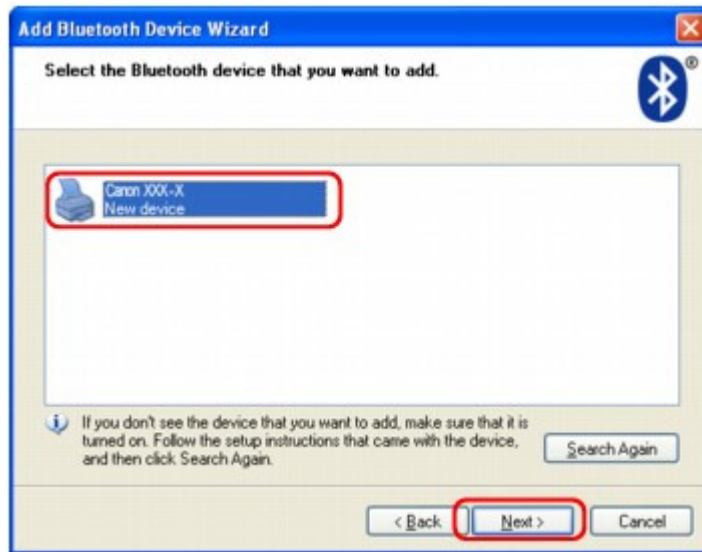 Add Bluetooth Device Wizard
Select the Bluetooth device that you want to add.
®
Canon XXX-X
New device
If you don't see the device that you want to add, make sure that it is
turned on. Follow the setup instructions that came with the device,
and then click Search Again.
Search Again
< Back
Next >
Cancel